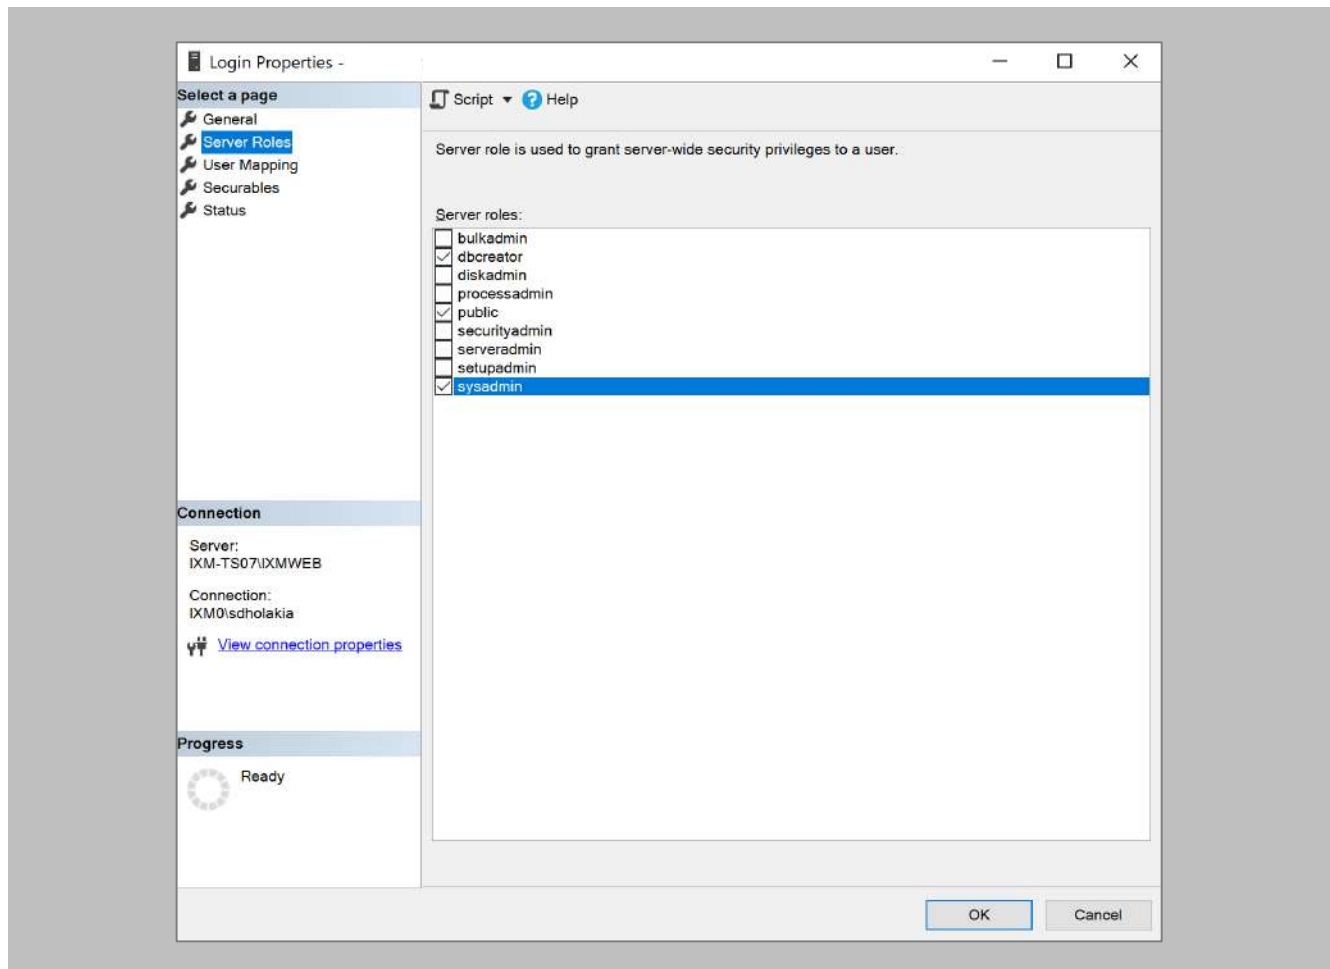 Login Properties -
Select a page
General
Server Roles
User Mapping
Securables
Status
Script Help
Server role is used to grant server-wide security privileges to a user.
Server roles:
bulkadmin
dbcreator
diskadmin
processadmin
public
securityadmin
serveradmin
setupadmin
sysadmin
Connection
Server:
IXM-TS07\IXMWEB
Connection:
IXM0\sdholakia
View connection properties
Progress
Ready
OK Cancel